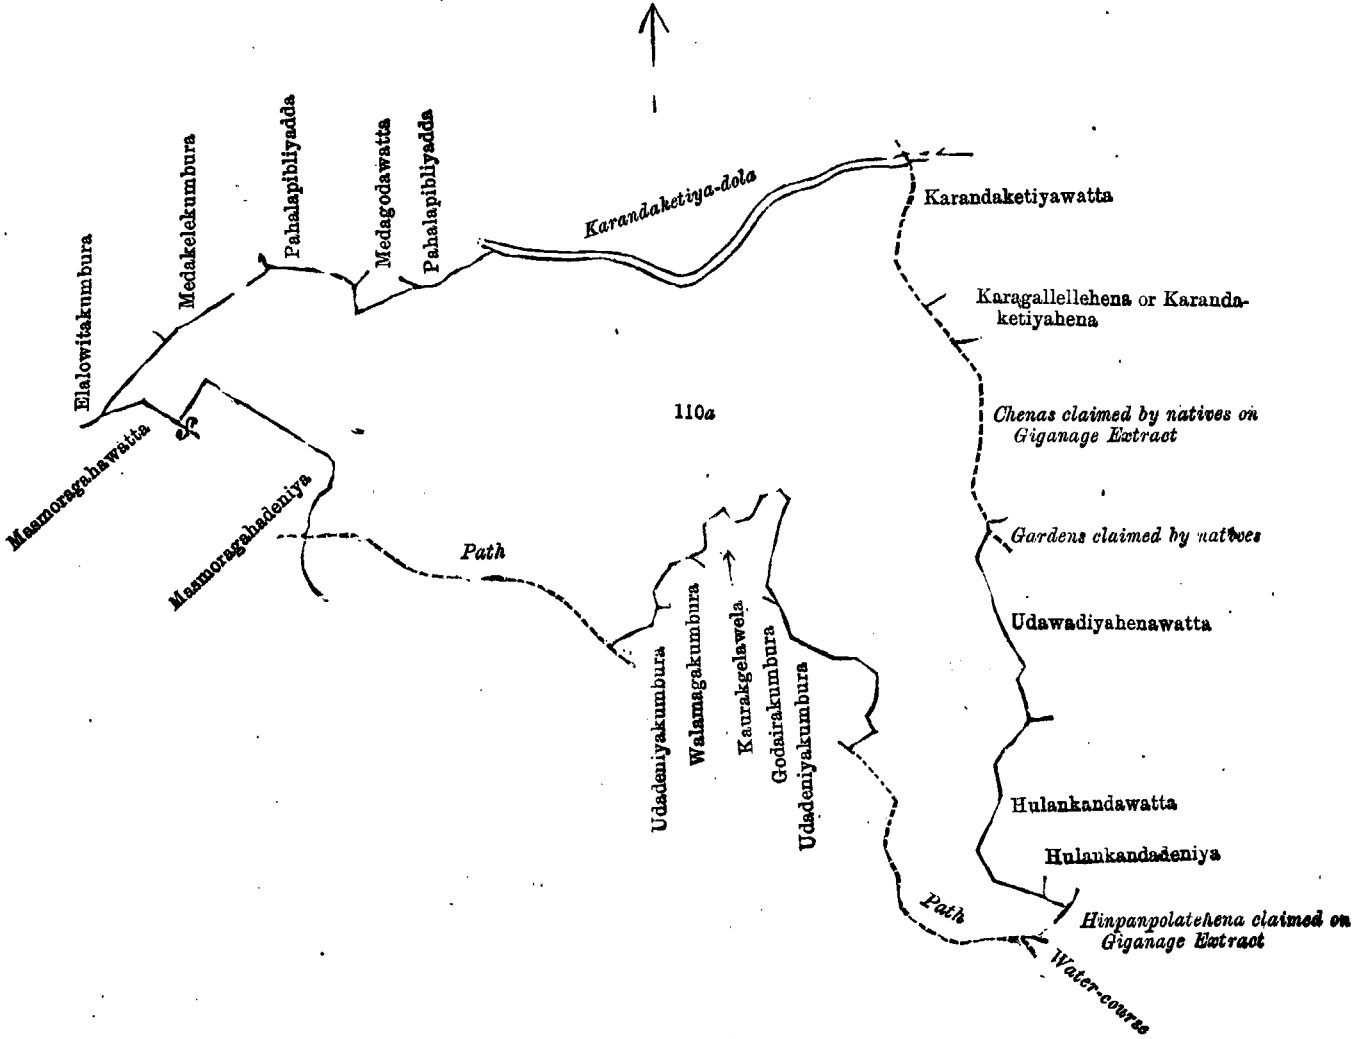 Elalowitakumbura
Medakelekumbura
Pahalapibliyadda
Medagodawatta
Pahalapibliyadda
Karandaketiya-dola
Karandaketiyawatta
Karagallellehena or Karanda-
ketiyahena
110a
Chenas claimed by natives on
Giganage Extract
Masmoragahawatta
Masmoragahadeniya
Path
Gardens claimed by natives
Udawadiyahenawatta
Udadeniyakumbura
Walamagakumbura
Kaurakgelawela
Godairakumbura
Udadeniyakumbura
Hulankandawatta
Hulankandadeniya
Path
Hinpanpolatehena claimed on
Giganage Extract
Water-course